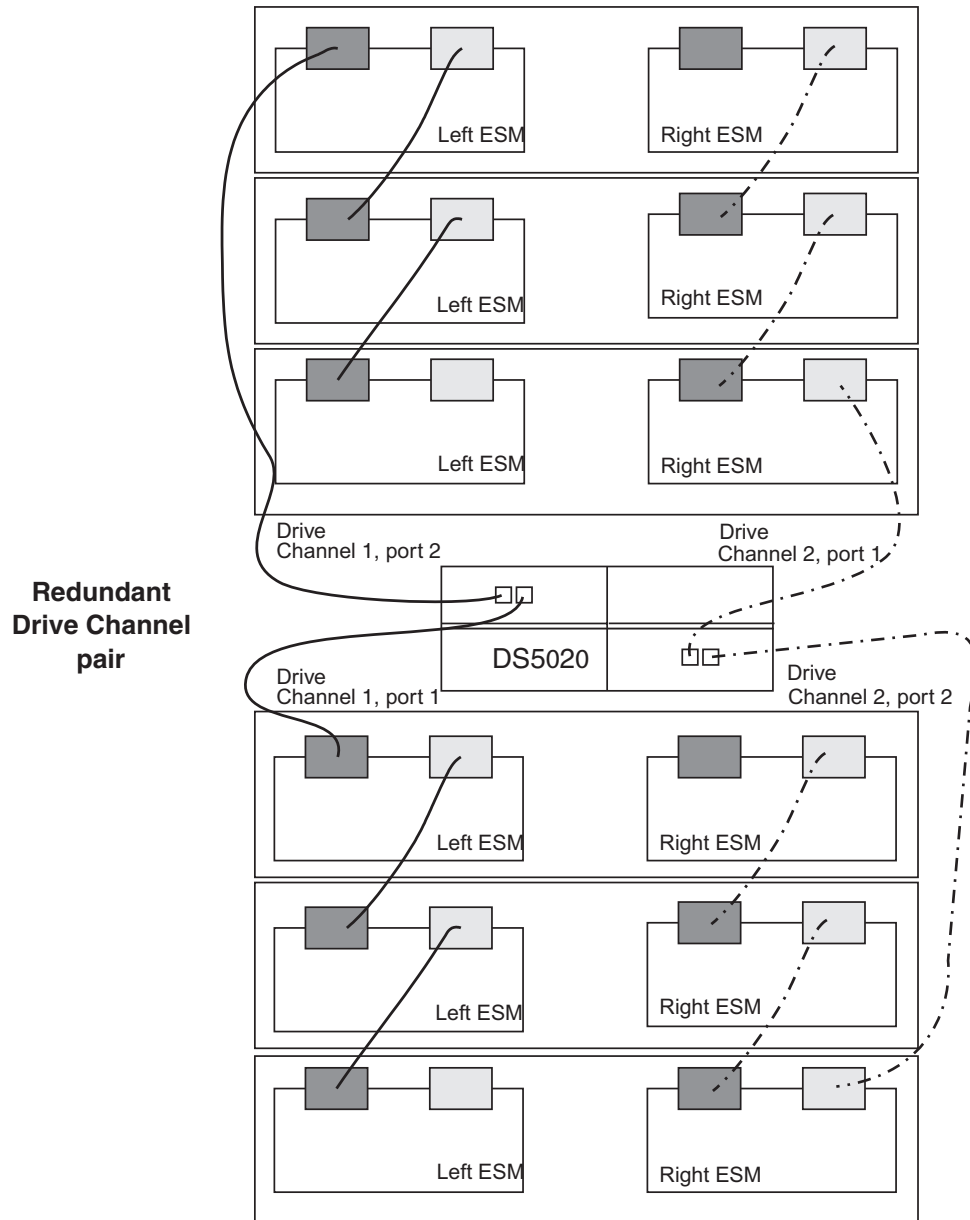 Left ESM
Right ESM
Left ESM
Right ESM
Left ESM
Right ESM
Drive
Channel 1, port 2
Drive
Channel 2, port 1
Redundant
Drive Channel
pair
DS5020
Drive
Channel 1, port 1
Drive
Channel 2, port 2
Left ESM
Right ESM
Left ESM
Right ESM
Left ESM
Right ESM